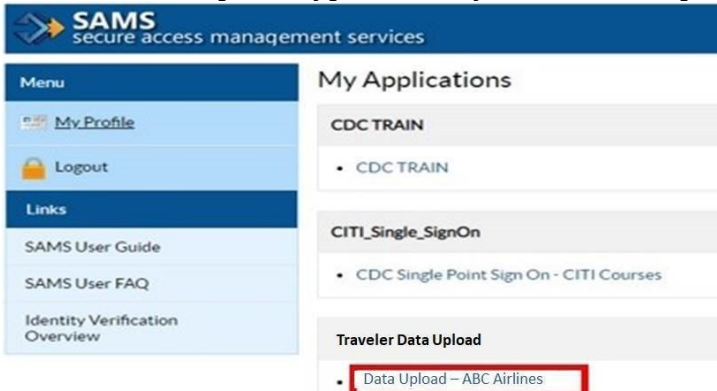 SAMS
secure access management services
Menu
My Profile
Logout
Links
SAMS User Guide
SAMS User FAQ
Identity Verification
Overview
My Applications
CDC TRAIN
• CDC TRAIN
CITI_Single_SignOn
• CDC Single Point Sign On - CITI Courses
Traveler Data Upload
• Data Upload – ABC Airlines